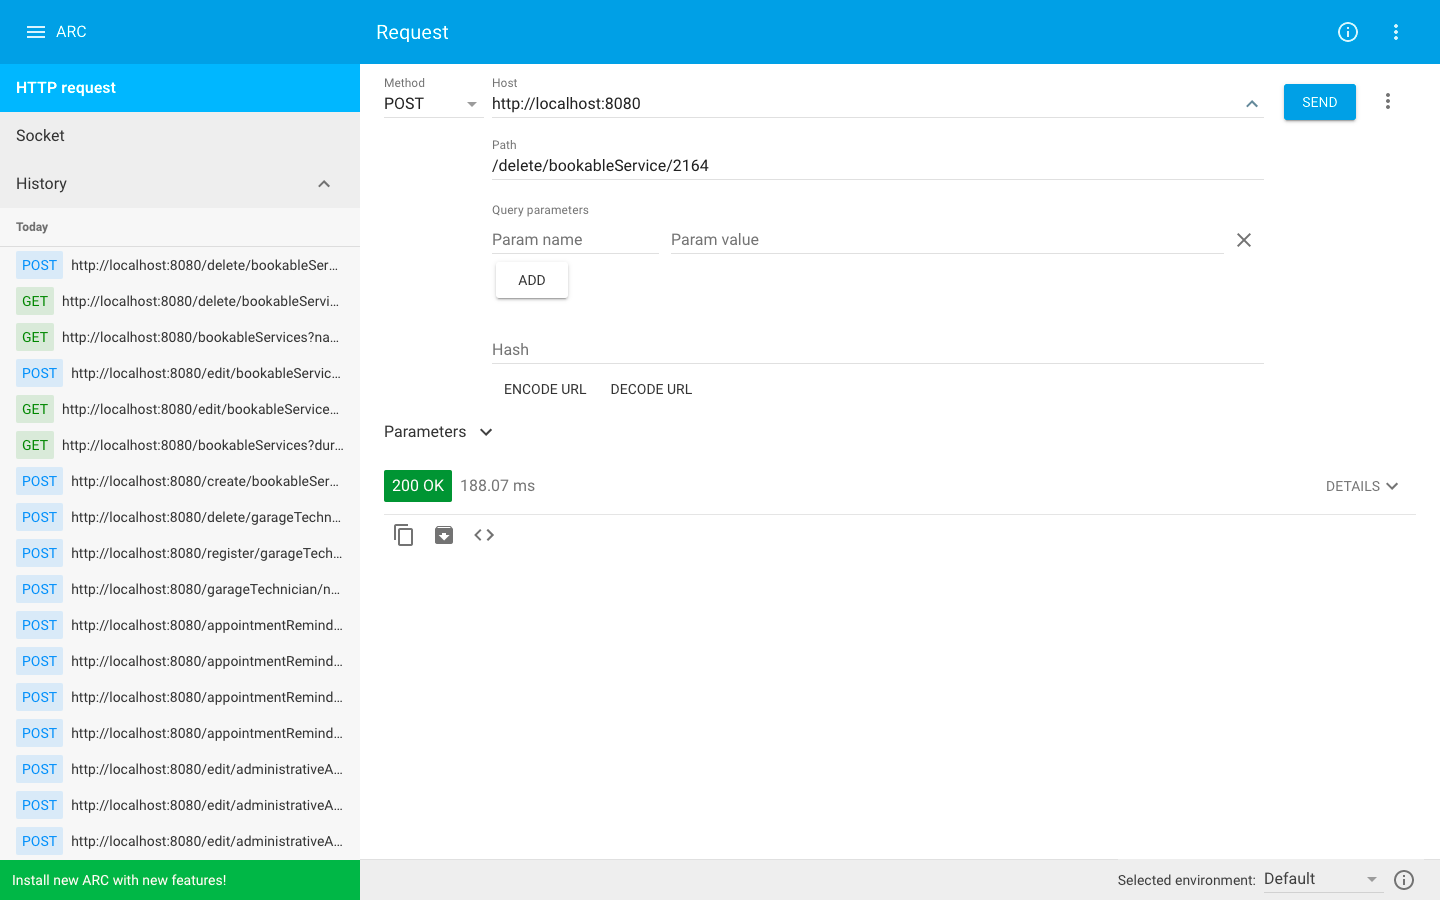 ARC
Request
HTTP request
Socket
History
Today
POST http://localhost:8080/delete/bookableSer...
GET http://localhost:8080/delete/bookableServi...
GET http://localhost:8080/bookableServices?na...
POST http://localhost:8080/edit/bookableServic...
GET http://localhost:8080/edit/bookableService...
GET http://localhost:8080/bookableServices?dur...
POST http://localhost:8080/create/bookableSer...
POST http://localhost:8080/delete/garageTechn...
POST http://localhost:8080/register/garageTech...
POST http://localhost:8080/garageTechnician/n...
POST http://localhost:8080/appointmentRemind...
POST http://localhost:8080/appointmentRemind...
POST http://localhost:8080/appointmentRemind...
POST http://localhost:8080/appointmentRemind...
POST http://localhost:8080/edit/administrativeA...
POST http://localhost:8080/edit/administrativeA...
POST http://localhost:8080/edit/administrativeA...
Install new ARC with new features!
Method
POST
Host
http://localhost:8080
SEND
Path
/delete/bookableService/2164
Query parameters
Param name
Param value
ADD
Hash
ENCODE URL
DECODE URL
Parameters
200 OK
188.07 ms
DETAILS
Selected environment:
Default